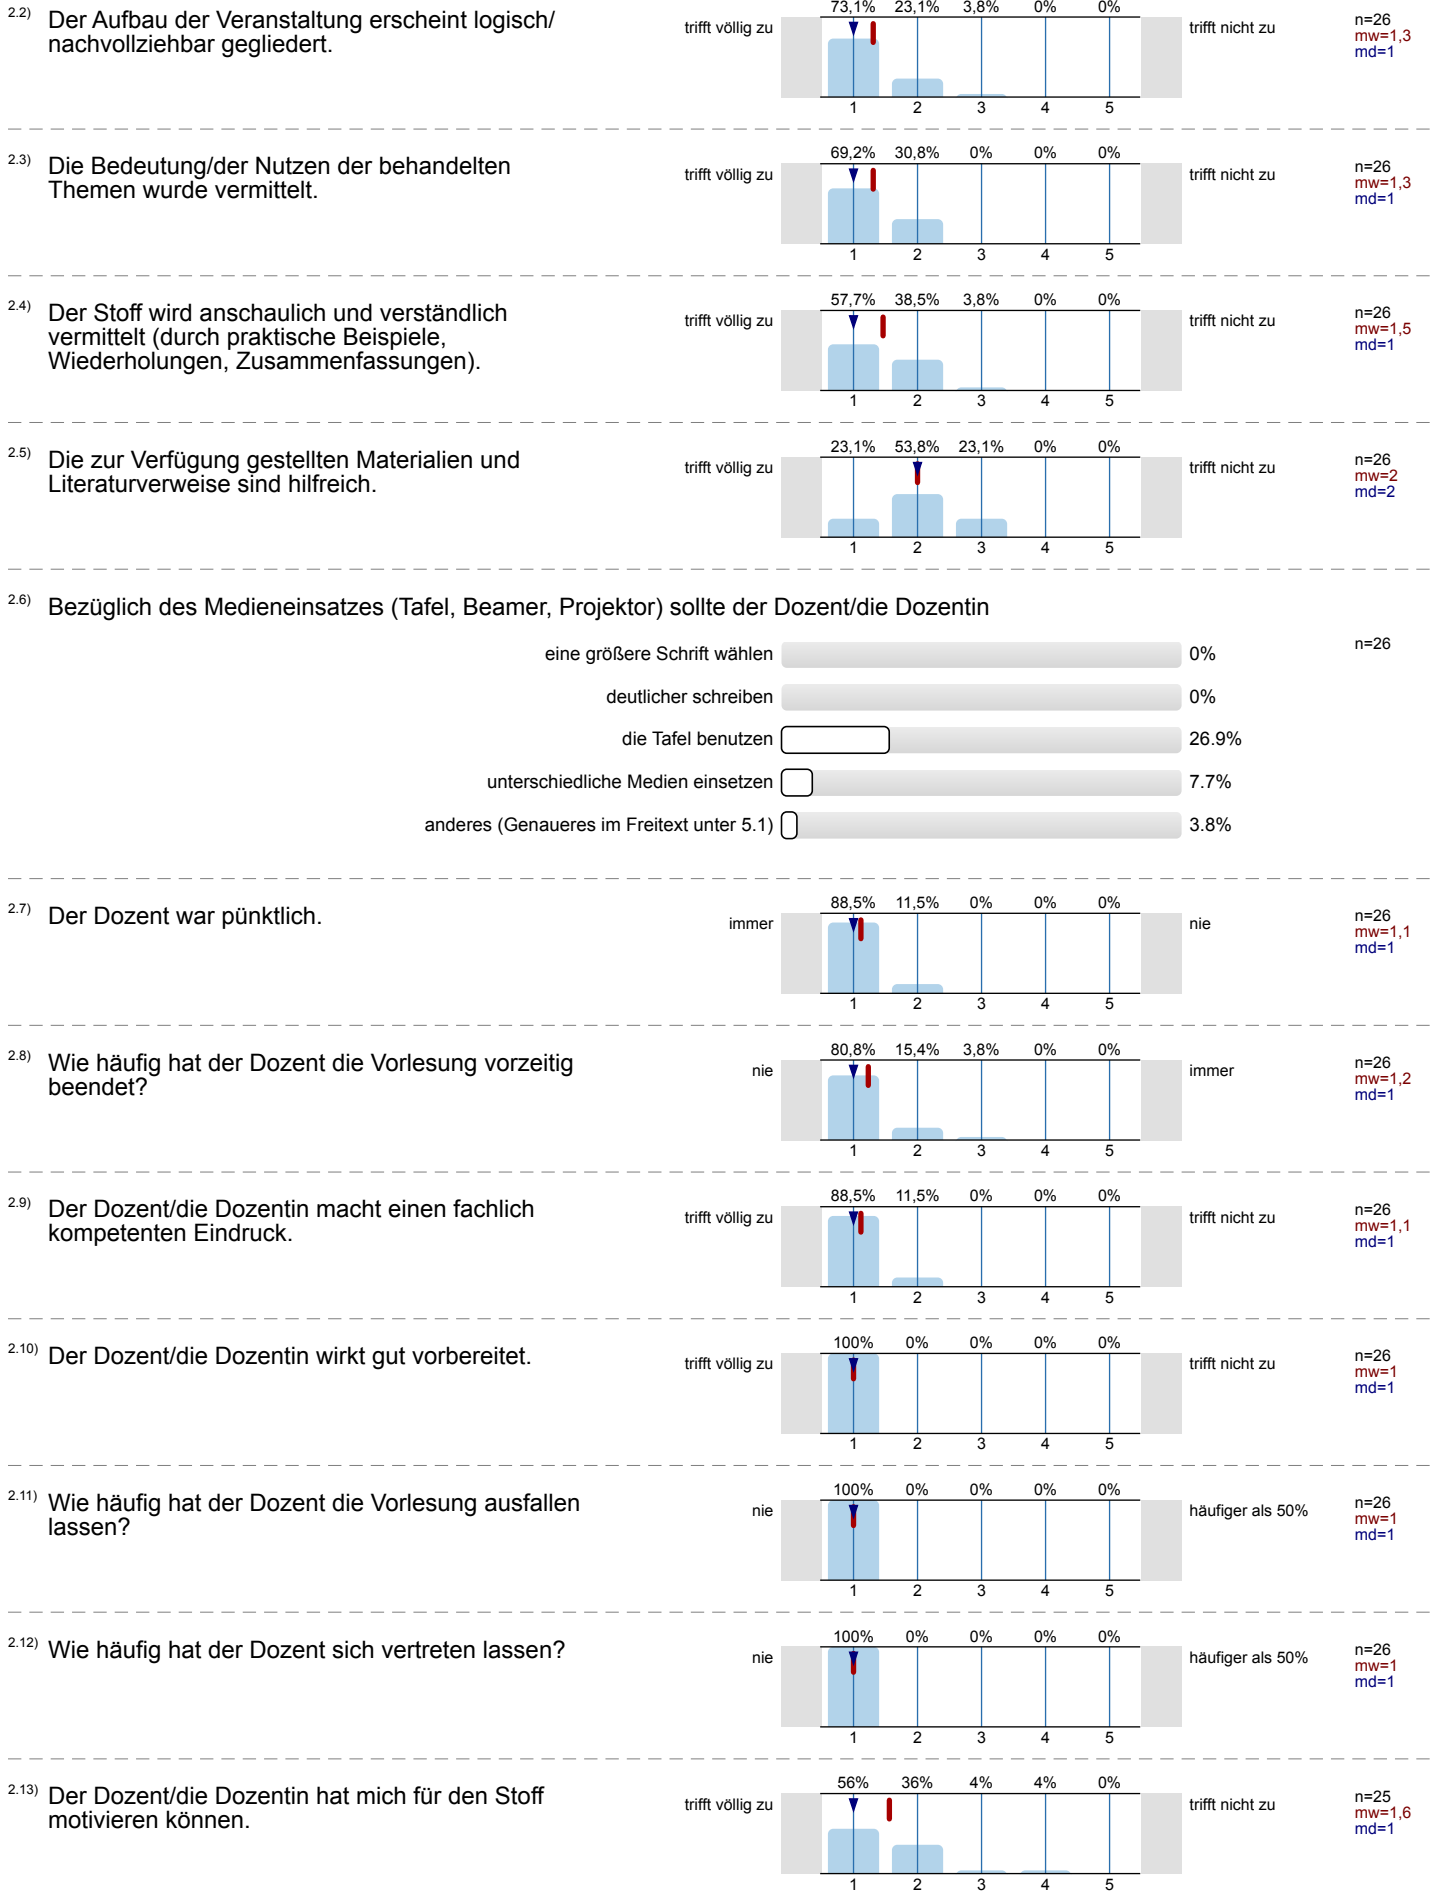 2.2) Der Aufbau der Veranstaltung erscheint logisch/
nachvollziehbar gegliedert.
trifft völlig zu
73,1% 23,1% 3,8% 0% 0%
1 2 3 4 5
trifft nicht zu
n=26
mw=1,3
md=1
2.3) Die Bedeutung/der Nutzen der behandelten
Themen wurde vermittelt.
trifft völlig zu
69,2% 30,8% 0% 0% 0%
1 2 3 4 5
trifft nicht zu
n=26
mw=1,3
md=1
2.4) Der Stoff wird anschaulich und verständlich
vermittelt (durch praktische Beispiele,
Wiederholungen, Zusammenfassungen).
trifft völlig zu
57,7% 38,5% 3,8% 0% 0%
1 2 3 4 5
trifft nicht zu
n=26
mw=1,5
md=1
2.5) Die zur Verfügung gestellten Materialien und
Literaturverweise sind hilfreich.
trifft völlig zu
23,1% 53,8% 23,1% 0% 0%
1 2 3 4 5
trifft nicht zu
n=26
mw=2
md=2
2.6) Bezüglich des Medieneinsatzes (Tafel, Beamer, Projektor) sollte der Dozent/die Dozentin
eine größere Schrift wählen 0%
n=26
deutlicher schreiben 0%
die Tafel benutzen 26.9%
unterschiedliche Medien einsetzen 7.7%
anderes (Genaueres im Freitext unter 5.1) 3.8%
2.7) Der Dozent war pünktlich.
immer
88,5% 11,5% 0% 0% 0%
1 2 3 4 5
nie
n=26
mw=1,1
md=1
2.8) Wie häufig hat der Dozent die Vorlesung vorzeitig
beendet?
nie
80,8% 15,4% 3,8% 0% 0%
1 2 3 4 5
immer
n=26
mw=1,2
md=1
2.9) Der Dozent/die Dozentin macht einen fachlich
kompetenten Eindruck.
trifft völlig zu
88,5% 11,5% 0% 0% 0%
1 2 3 4 5
trifft nicht zu
n=26
mw=1,1
md=1
2.10) Der Dozent/die Dozentin wirkt gut vorbereitet.
trifft völlig zu
100% 0% 0% 0% 0%
1 2 3 4 5
trifft nicht zu
n=26
mw=1
md=1
2.11) Wie häufig hat der Dozent die Vorlesung ausfallen
lassen?
nie
100% 0% 0% 0% 0%
1 2 3 4 5
häufiger als 50%
n=26
mw=1
md=1
2.12) Wie häufig hat der Dozent sich vertreten lassen?
nie
100% 0% 0% 0% 0%
1 2 3 4 5
häufiger als 50%
n=26
mw=1
md=1
2.13) Der Dozent/die Dozentin hat mich für den Stoff
motivieren können.
trifft völlig zu
56% 36% 4% 4% 0%
1 2 3 4 5
trifft nicht zu
n=25
mw=1,6
md=1